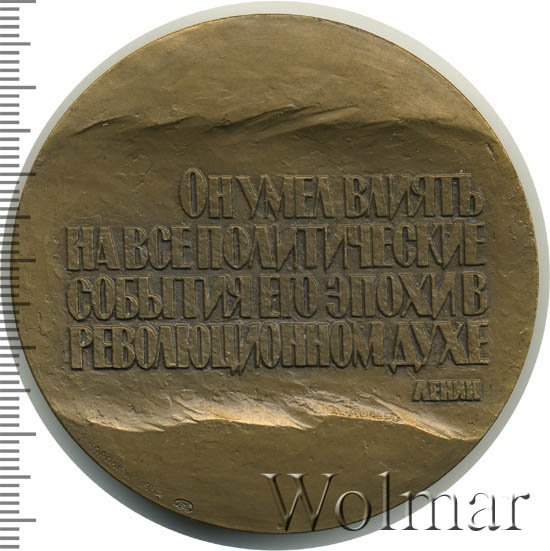 ОН УМЕЛ ВЛИЯТЬ
НА ВСЕ ПОЛИТИЧЕСКИЕ
СОБЫТИЯ ЕГО ЭПОХИ В
РЕВОЛЮЦИОННОМ ДУХЕ
ЛЕНИН
Wolmar